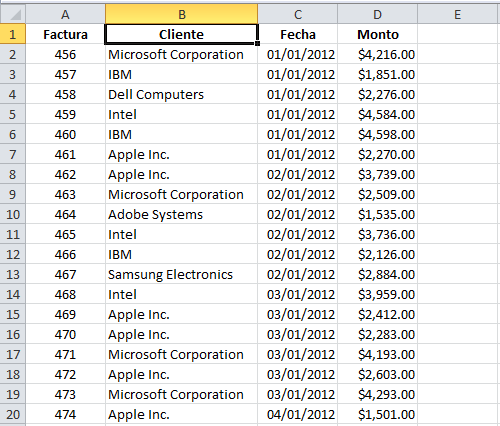 A B C D E
1 Factura Cliente Fecha Monto
2 456 Microsoft Corporation 01/01/2012 $4,216.00
3 457 IBM 01/01/2012 $1,851.00
4 458 Dell Computers 01/01/2012 $2,276.00
5 459 Intel 01/01/2012 $4,584.00
6 460 IBM 01/01/2012 $4,598.00
7 461 Apple Inc. 01/01/2012 $2,270.00
8 462 Apple Inc. 02/01/2012 $3,739.00
9 463 Microsoft Corporation 02/01/2012 $2,509.00
10 464 Adobe Systems 02/01/2012 $1,535.00
11 465 Intel 02/01/2012 $3,736.00
12 466 IBM 02/01/2012 $2,126.00
13 467 Samsung Electronics 02/01/2012 $2,884.00
14 468 Intel 03/01/2012 $3,959.00
15 469 Apple Inc. 03/01/2012 $2,412.00
16 470 Apple Inc. 03/01/2012 $2,283.00
17 471 Microsoft Corporation 03/01/2012 $4,193.00
18 472 Apple Inc. 03/01/2012 $2,603.00
19 473 Microsoft Corporation 03/01/2012 $4,293.00
20 474 Apple Inc. 04/01/2012 $1,501.00